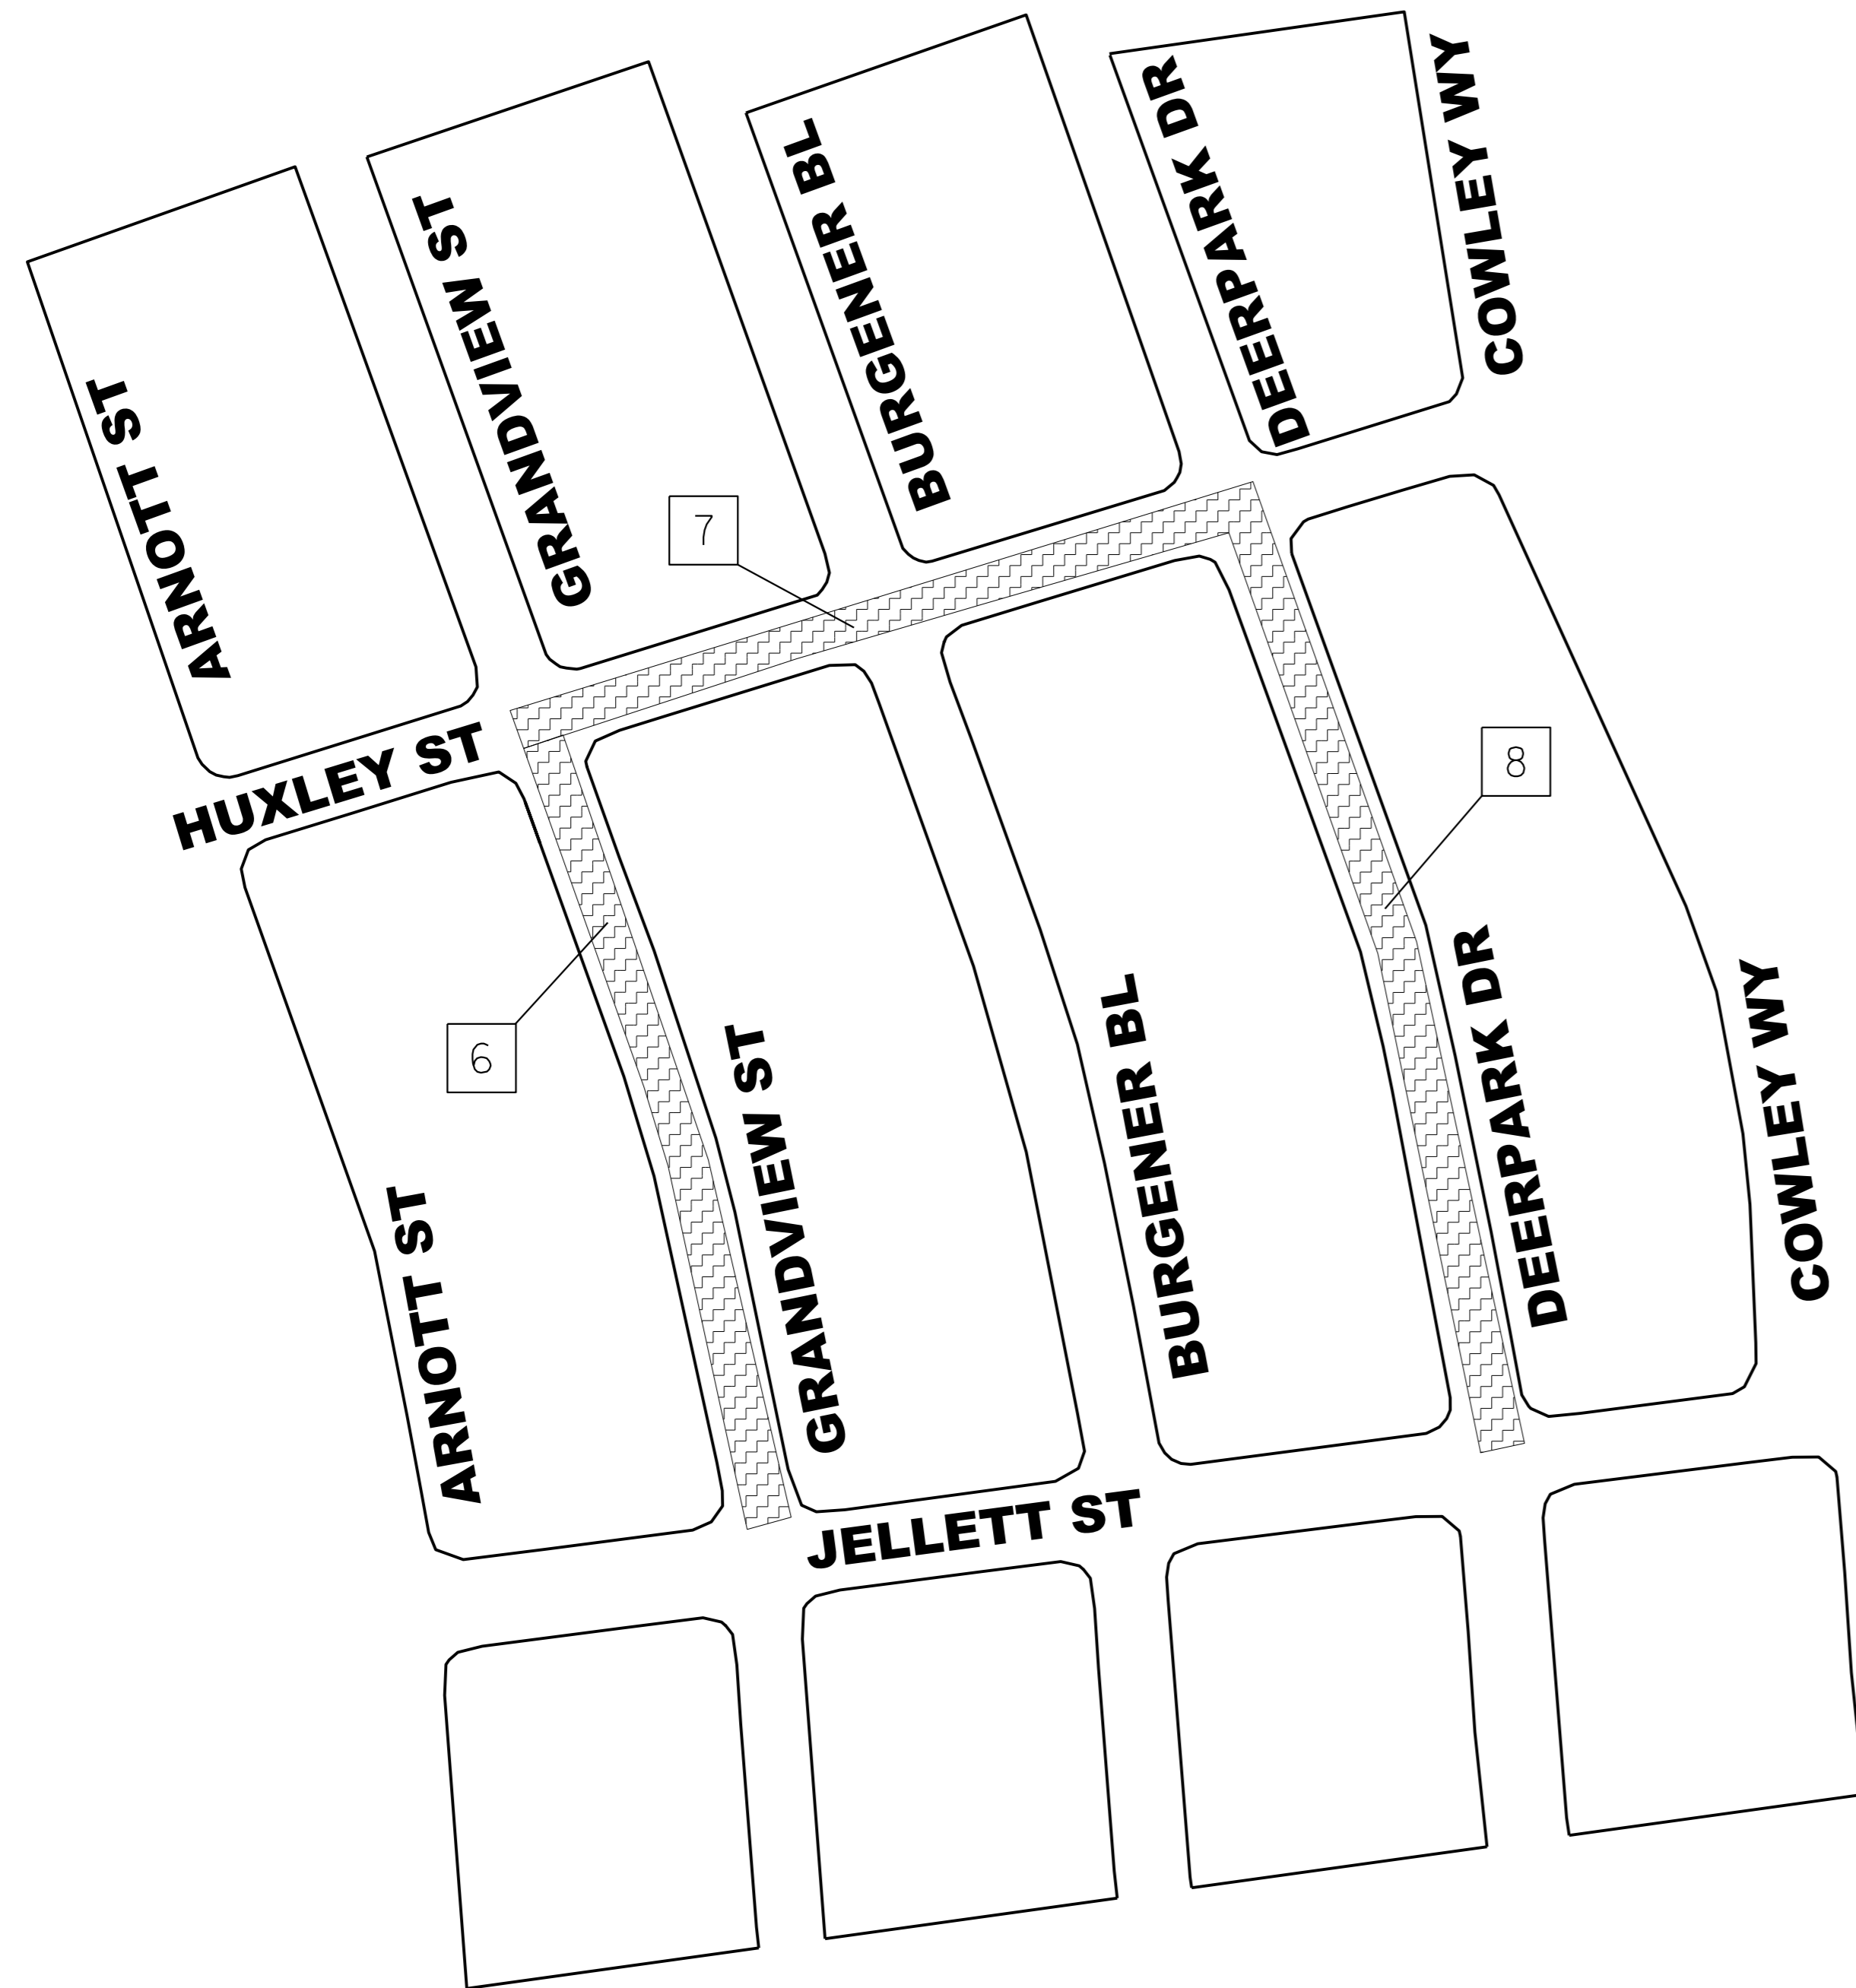 COWLEY WY
DEERPARK DR
BURGENER BL
GRANDVIEW ST
ARNOTT ST
7
HUXLEY ST
8
6
COWLEY WY
DEERPARK DR
BURGENER BL
GRANDVIEW ST
ARNOTT ST
JELLETT ST